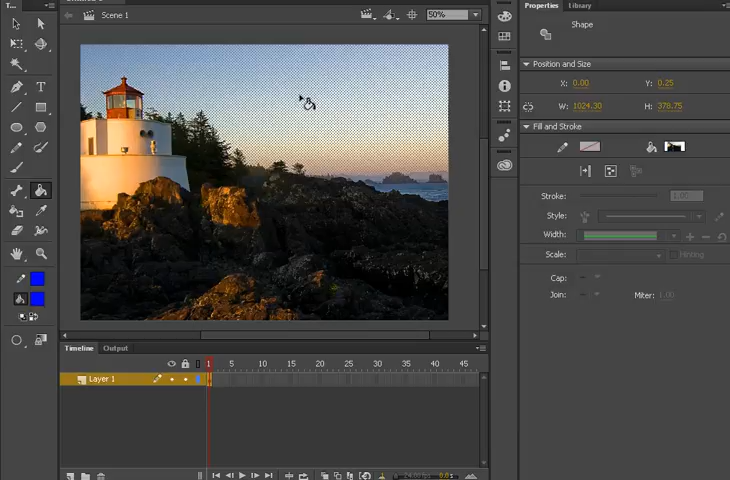 T...
Properties
Library
Scene 1
50%
Shape
Position and Size
X: 0.00
Y: 0.25
W: 1024.30
H: 378.75
Fill and Stroke
Stroke:
1.00
Style:
Width:
Scale:
Hinting
Cap:
Join:
Miter: 1.00
Timeline
Output
1 5 10 15 20 25 30 35 40 45
Layer 1